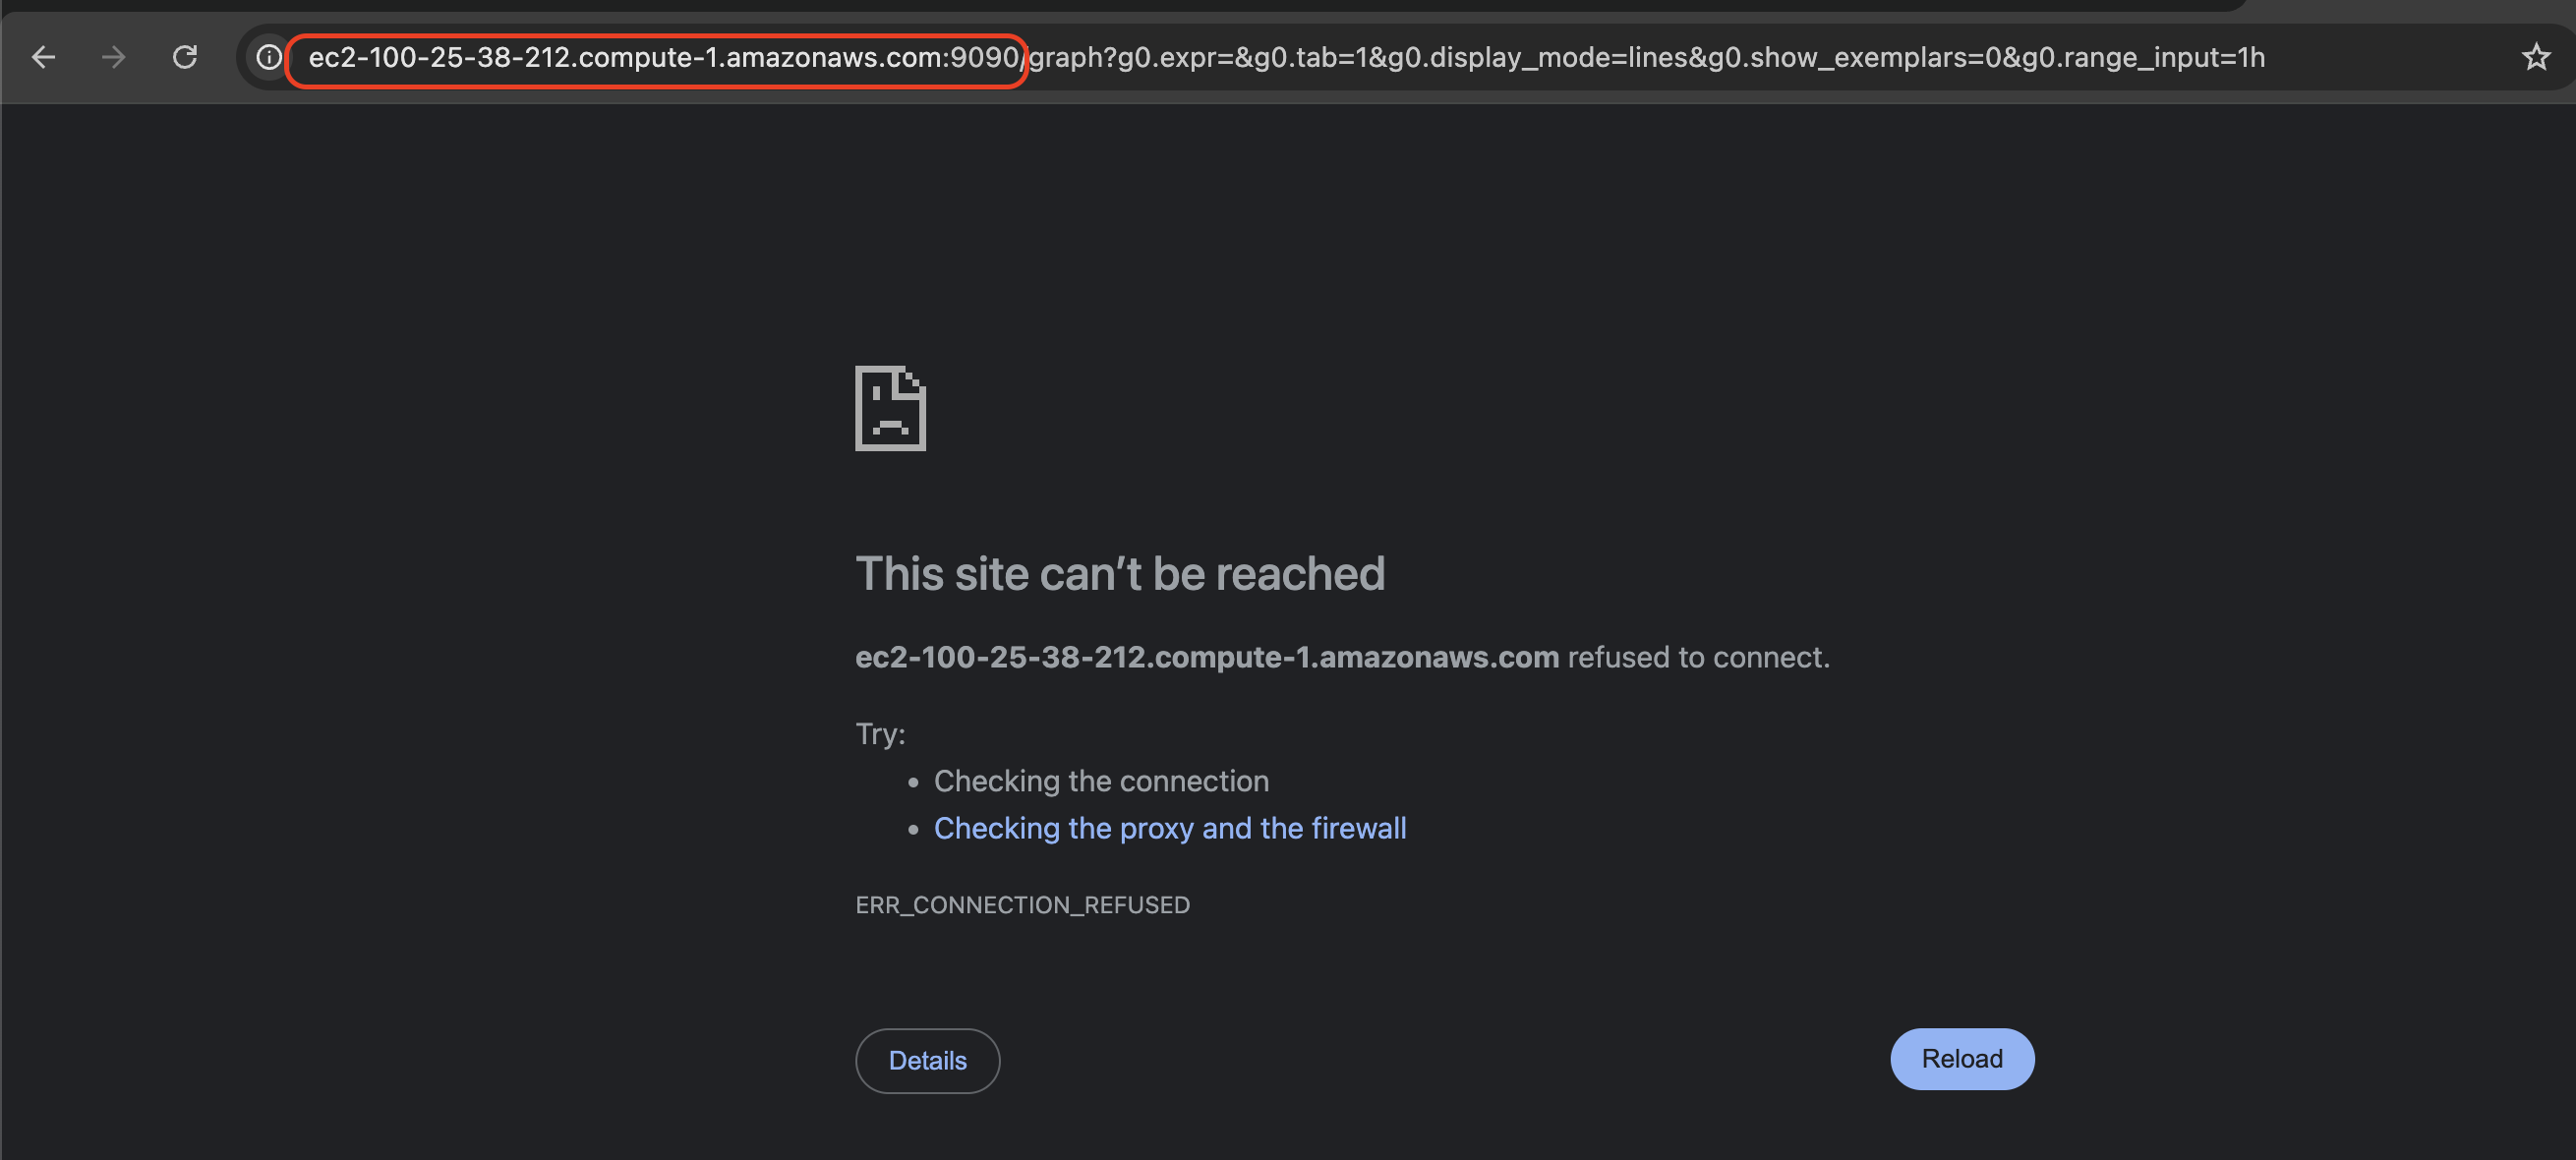 ec2-100-25-38-212.compute-1.amazonaws.com:9090/graph?g0.expr=&g0.tab=1&g0.display_mode=lines&g0.show_exemplars=0&g0.range_input=1h
This site can’t be reached
ec2-100-25-38-212.compute-1.amazonaws.com refused to connect.
Try:
• Checking the connection
• Checking the proxy and the firewall
ERR_CONNECTION_REFUSED
Details
Reload